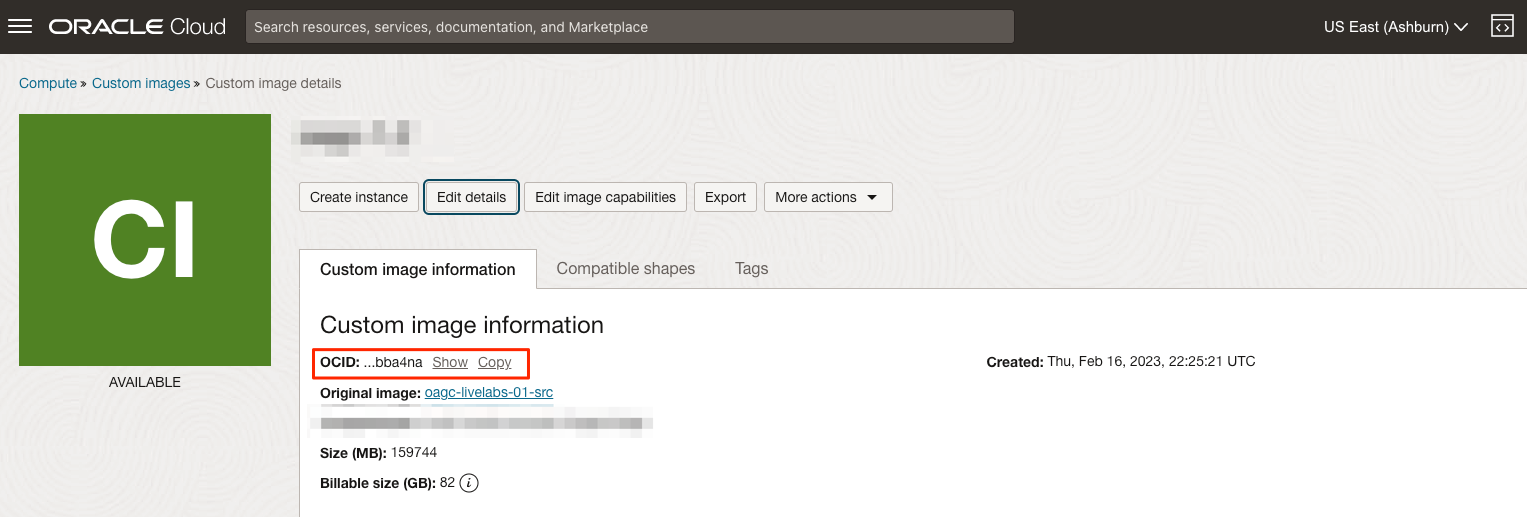 ORACLE Cloud Search resources, services, documentation, and Marketplace US East (Ashburn)
Compute » Custom images » Custom image details
CI
AVAILABLE
Create instance Edit details Edit image capabilities Export More actions
Custom image information Compatible shapes Tags
Custom image information
OCID: ...bba4na Show Copy Created: Thu, Feb 16, 2023, 22:25:21 UTC
Original image: oagc-livelabs-01-src
Size (MB): 159744
Billable size (GB): 82 i